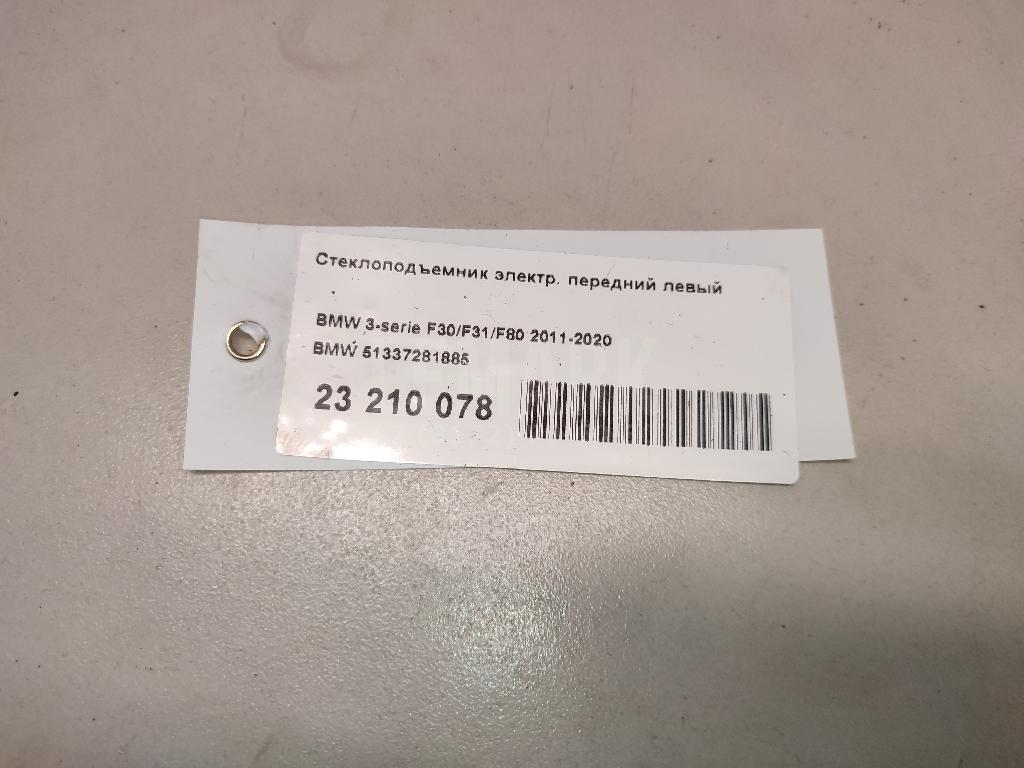 Стеклоподъемник электр. передний левый
BMW 3-serie F30/F31/F80 2011-2020
BMW 51337281885
23 210 078